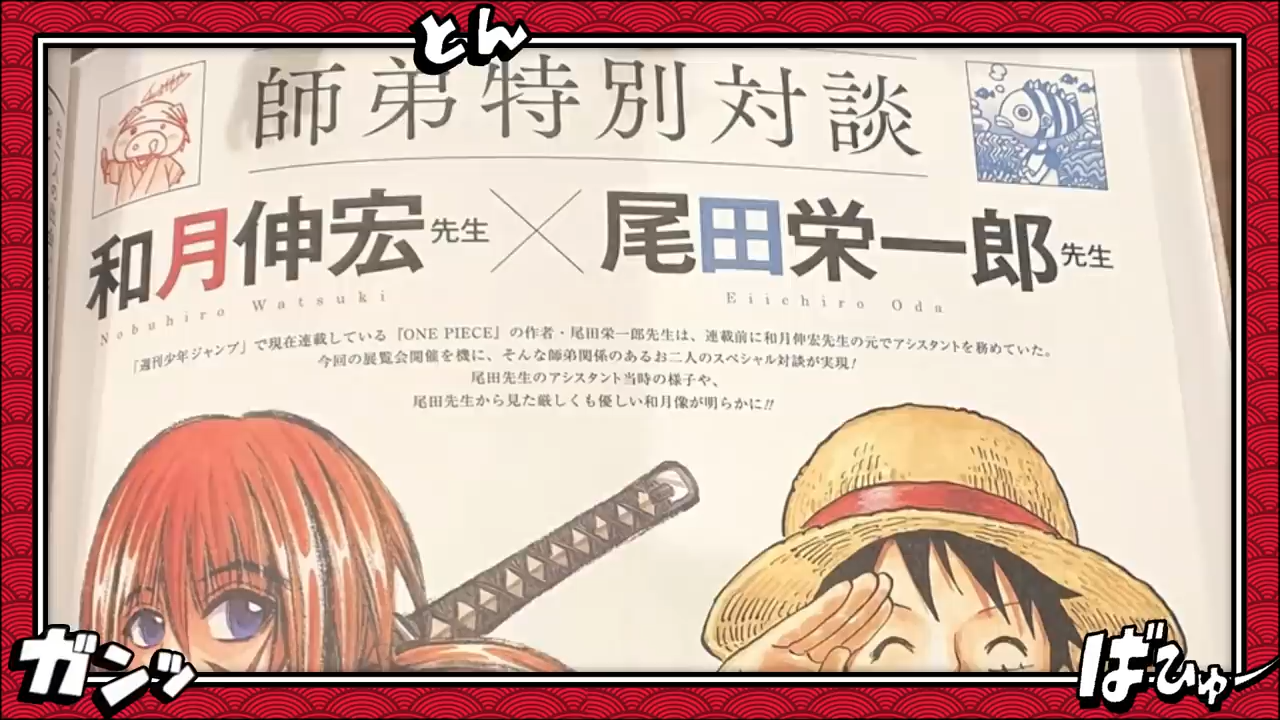 とん
師弟特別対談
和月伸宏先生×尾田栄一郎先生
Nobuhiro Watsuki
Eiichiro Oda
「週刊少年ジャンプ」で現在連載している『ONE PIECE』の作者・尾田栄一郎先生は、連載前に和月伸宏先生の元でアシスタントを務めていた。
今回の展覧会開催を機に、そんな師弟関係のあるお二人のスペシャル対談が実現!
尾田先生のアシスタント当時の様子や、
尾田先生から見た厳しくも優しい和月像が明らかに!!
ガンッ
ばひゅ